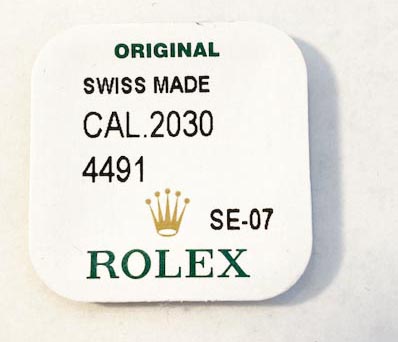 ORIGINAL
SWISS MADE
CAL.2030
4491
SE-07
ROLEX